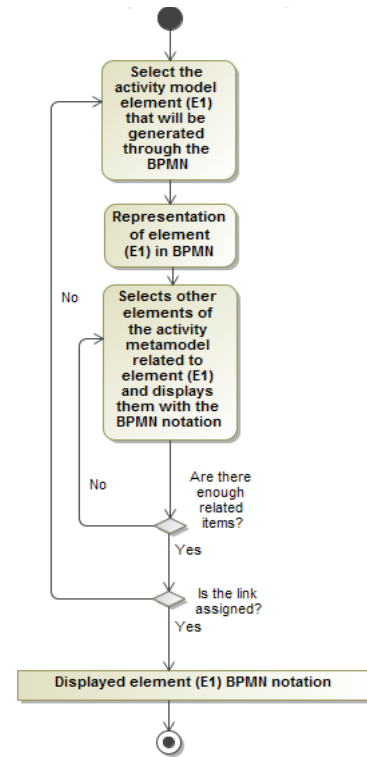 Select the
activity model
element (E1)
that will be
generated
through the
BPMN
Representation
of element
(E1) in BPMN
No
Selects other
elements of
the activity
metamodel
related to
element (E1)
and displays
them with the
BPMN notation
No
Are there
enough
related
items?
Yes
Is the link
assigned?
Yes
Displayed element (E1) BPMN notation